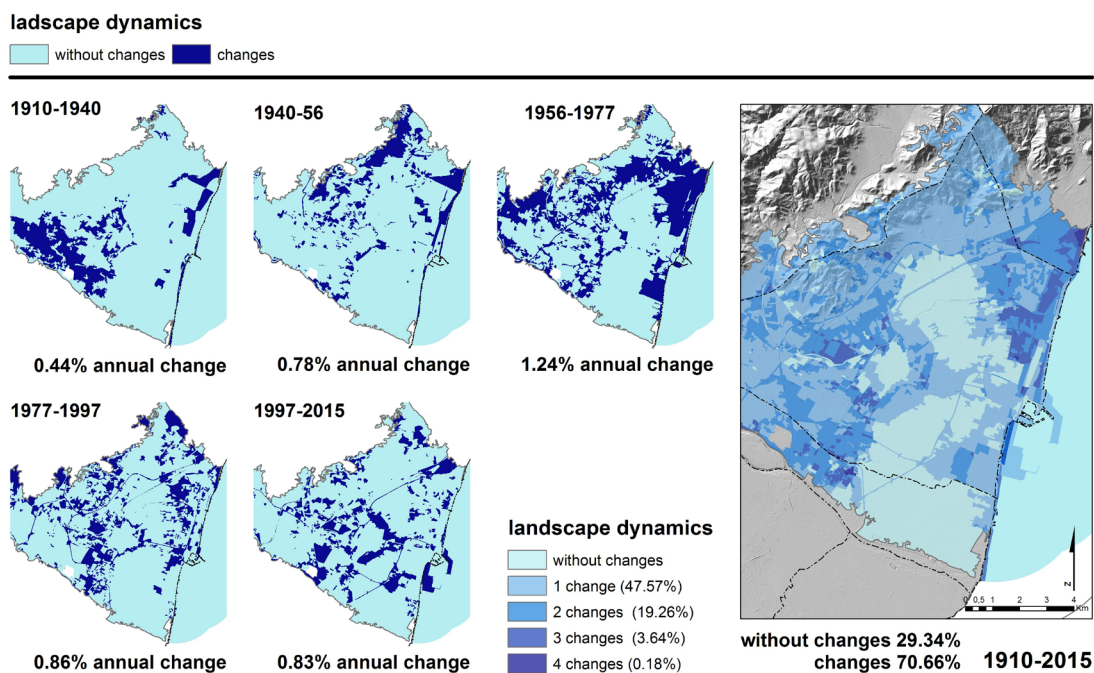 ladscape dynamics
without changes changes
1910-1940
0.44% annual change
1940-56
0.78% annual change
1956-1977
1.24% annual change
1977-1997
0.86% annual change
1997-2015
0.83% annual change
landscape dynamics
without changes
1 change (47.57%)
2 changes (19.26%)
3 changes (3.64%)
4 changes (0.18%)
N
0 0,5 1 2 3 4
Km
without changes 29.34%
changes 70.66% 1910-2015